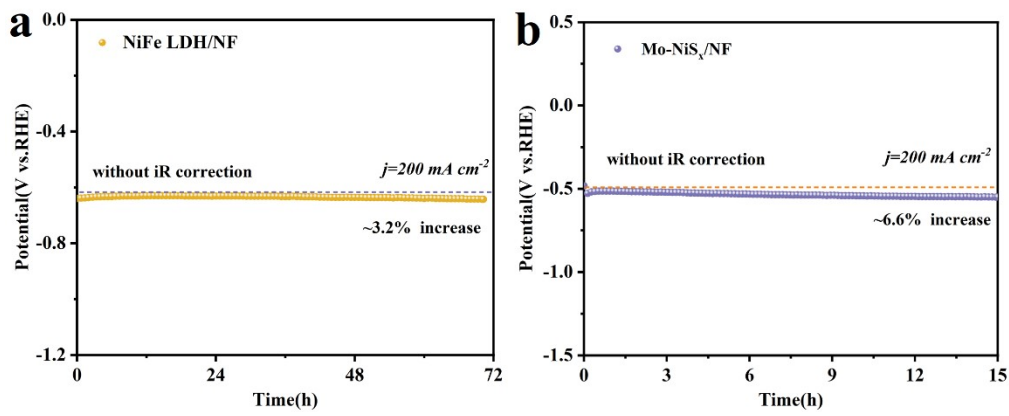 a
NiFe LDH/NF
without iR correction
j=200 mA cm⁻²
~3.2% increase
0.0
-0.4
-0.8
-1.2
Potential(V vs.RHE)
0 24 48 72
Time(h)
b
Mo-NiSₓ/NF
without iR correction
j=200 mA cm⁻²
~6.6% increase
0.5
0.0
-0.5
-0.5
-1.5
Potential(V vs.RHE)
0 3 6 9 12 15
Time(h)